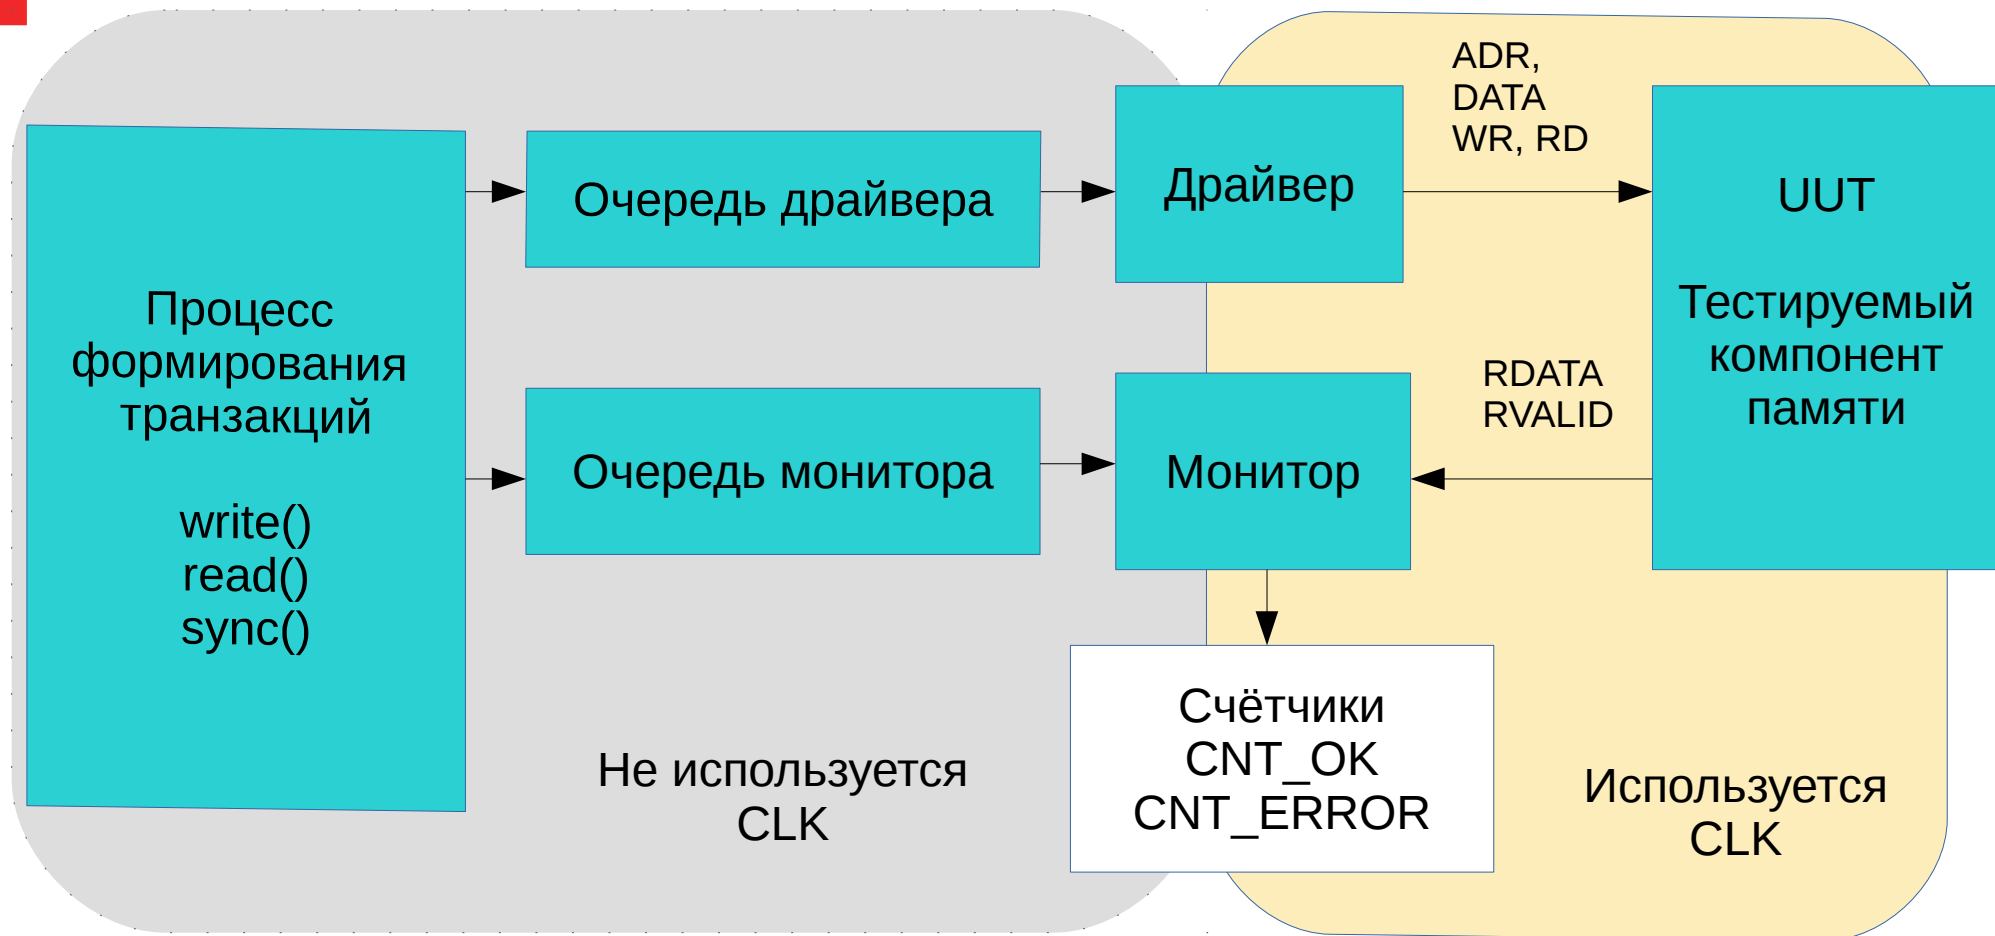 Процесс
формирования
транзакций
write()
read()
sync()
Очередь драйвера
Очередь монитора
Не используется
CLK
Драйвер
Монитор
Счётчики
CNT_OK
CNT_ERROR
ADR,
DATA
WR, RD
RDATA
RVALID
UUT
Тестируемый
компонент
памяти
Используется
CLK